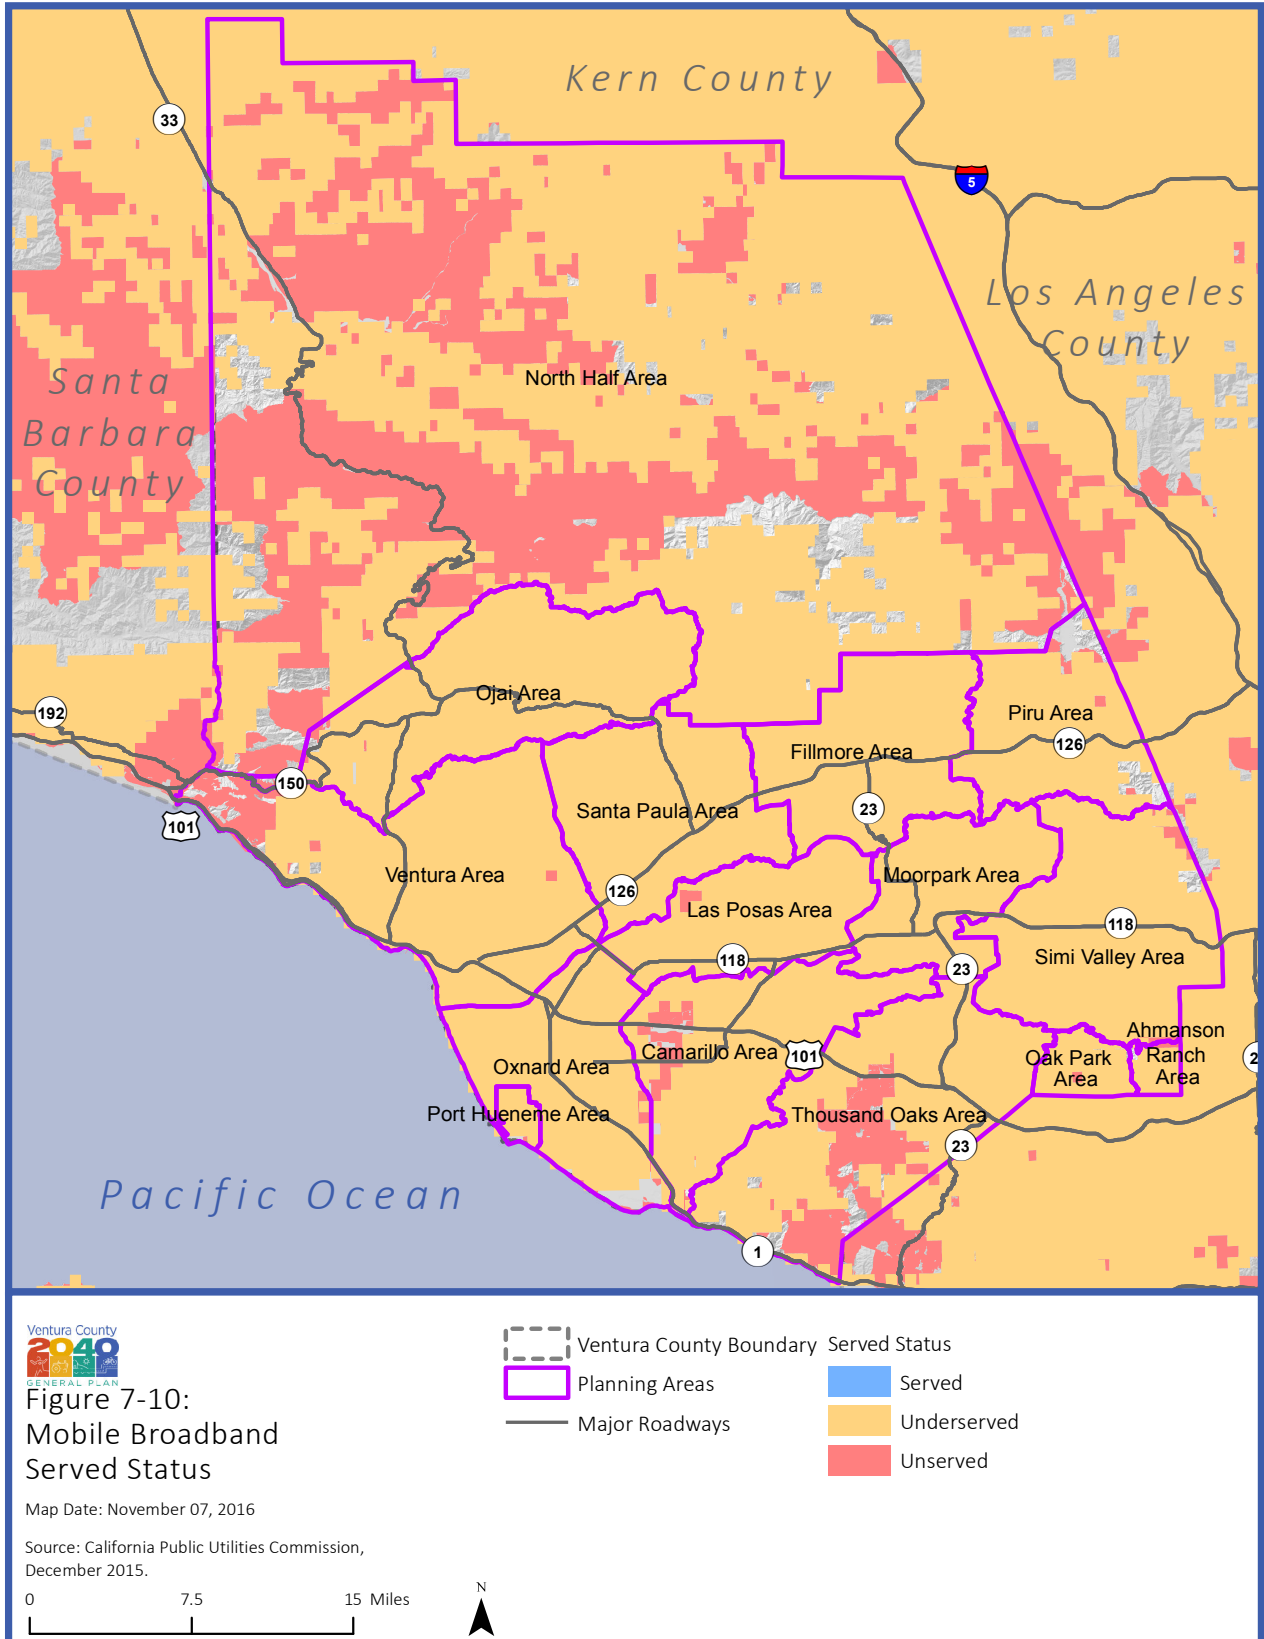 Kern County
33
5
Los Angeles
County
North Half Area
Santa
Barbara
County
Ojai Area
192
Piru Area
126
Fillmore Area
150
Santa Paula Area
23
101
Ventura Area
Moorpark Area
126
Las Posas Area
118
118
Simi Valley Area
23
Ahmanson
Ranch
Area
Camarillo Area
101
Oak Park
Area
2
Oxnard Area
Port Hueneme Area
Thousand Oaks Area
23
Pacific Ocean
1
Ventura County
2040
GENERAL PLAN
Figure 7-10:
Mobile Broadband
Served Status
Map Date: November 07, 2016
Source: California Public Utilities Commission,
December 2015.
0 7.5 15 Miles
N
Ventura County Boundary
Planning Areas
Major Roadways
Served Status
Served
Underserved
Unserved